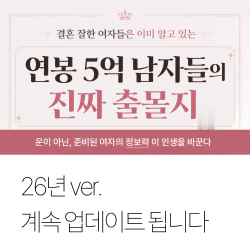 결혼 잘한 여자들은 이미 알고 있는
연봉 5억 남자들의
진짜 출몰지
운이 아닌, 준비된 여자의 정보력이 인생을 바꾼다
26년 ver.
계속 업데이트 됩니다